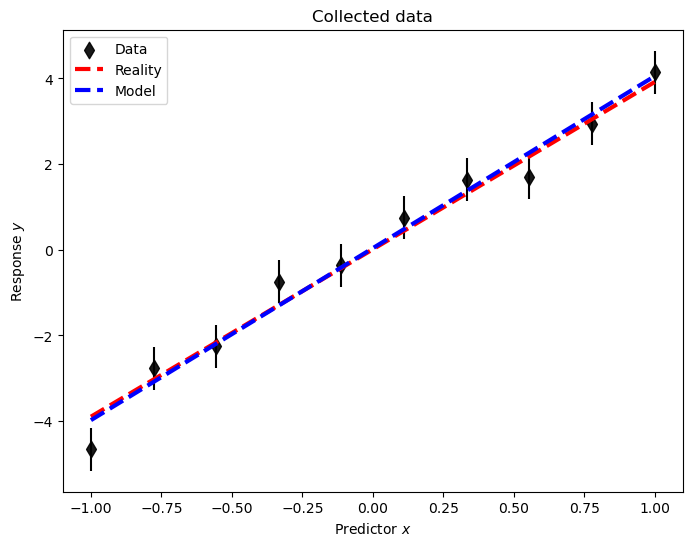 Collected data
Data
Reality
Model
4
2
0
−2
−4
Response y
−1.00 −0.75 −0.50 −0.25 0.00 0.25 0.50 0.75 1.00
Predictor x